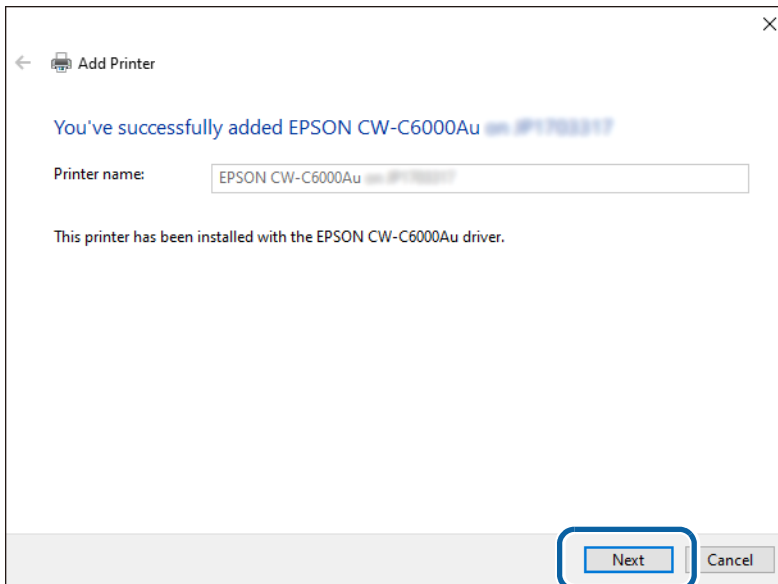 Add Printer
You've successfully added EPSON CW-C6000Au
Printer name:
EPSON CW-C6000Au
This printer has been installed with the EPSON CW-C6000Au driver.
Next
Cancel